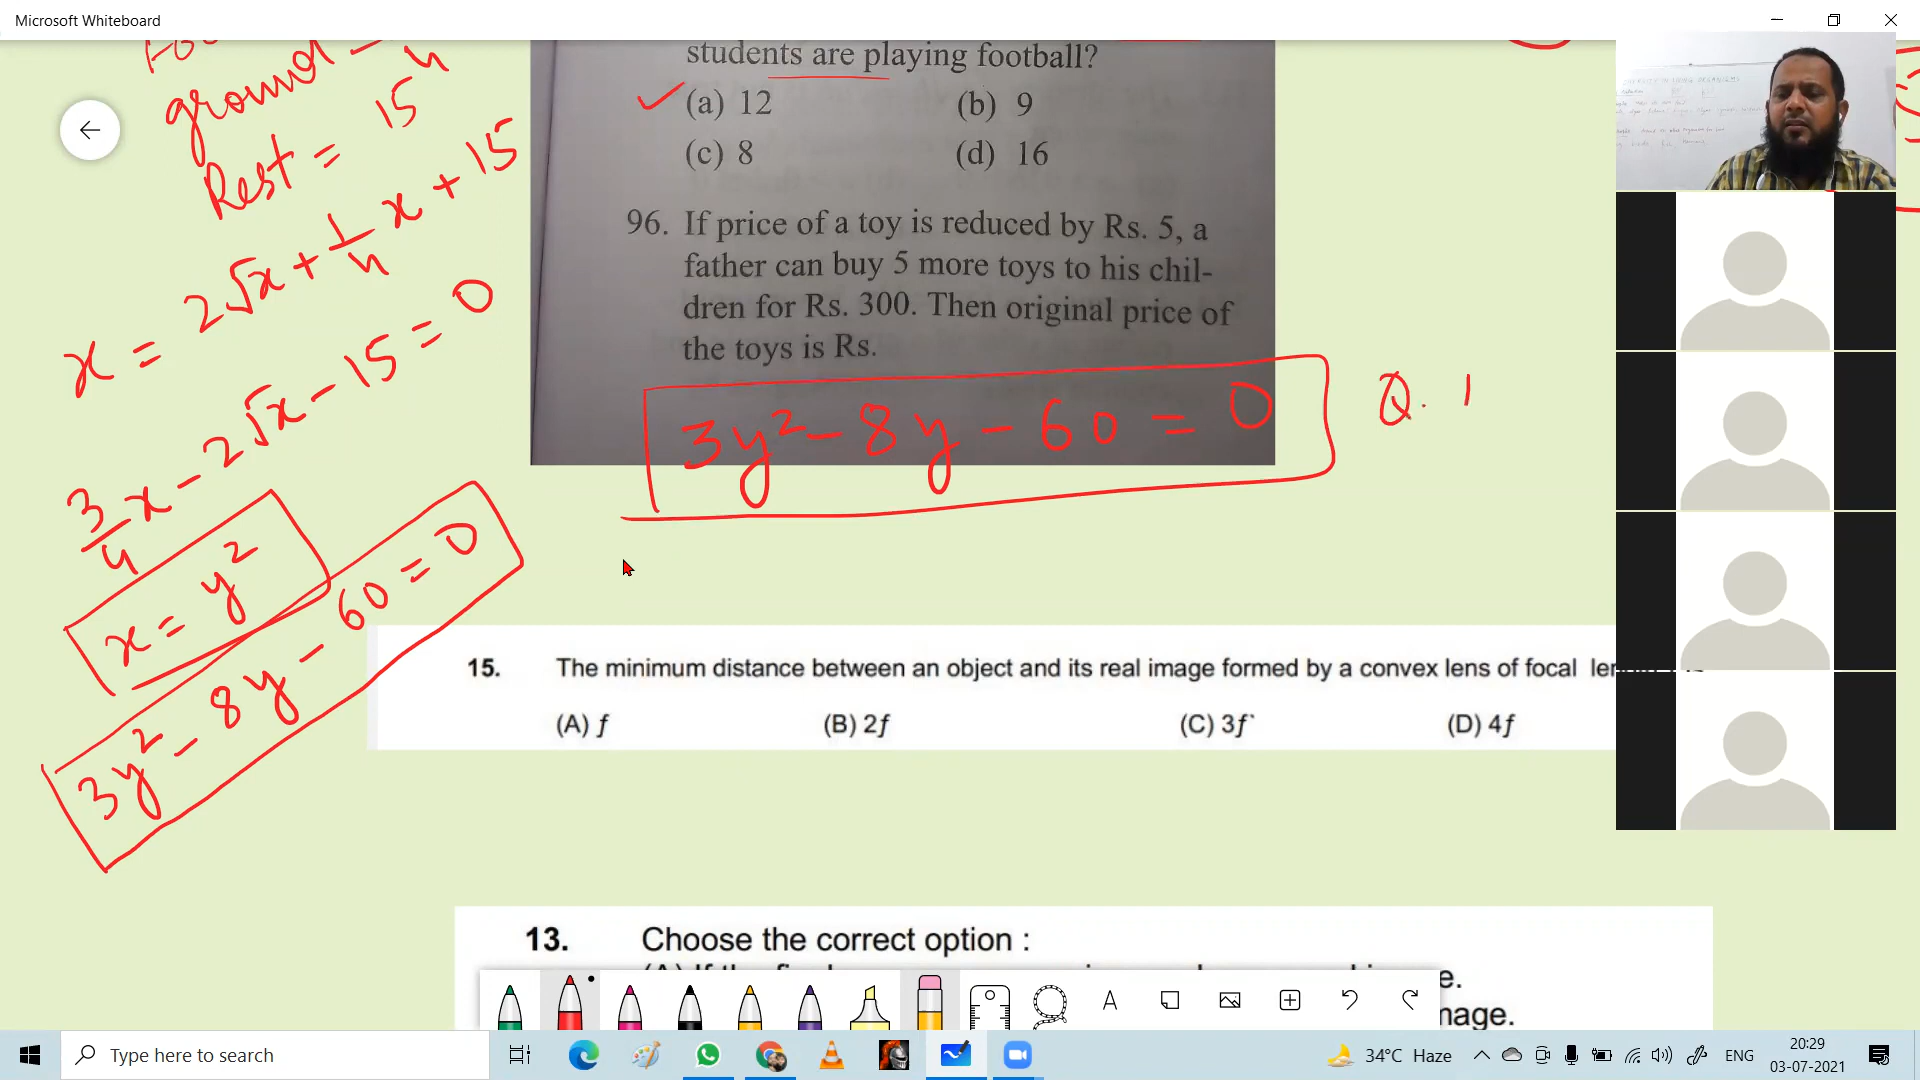 Microsoft Whiteboard
ground
Rest = 15
x = 2√x + 1/4 x + 15
3/4 x - 2√x - 15 = 0
x = y²
3y² - 8y - 60 = 0
students are playing football?
(a) 12 (b) 9
(c) 8 (d) 16
96. If price of a toy is reduced by Rs. 5, a
father can buy 5 more toys to his chil-
dren for Rs. 300. Then original price of
the toys is Rs.
3y² - 8y - 60 = 0
Q. 1
15. The minimum distance between an object and its real image formed by a convex lens of focal
(A) ƒ (B) 2ƒ (C) 3ƒ` (D) 4ƒ
13. Choose the correct option :
e.
mage.
Type here to search
34°C Haze
ENG
20:29
03-07-2021